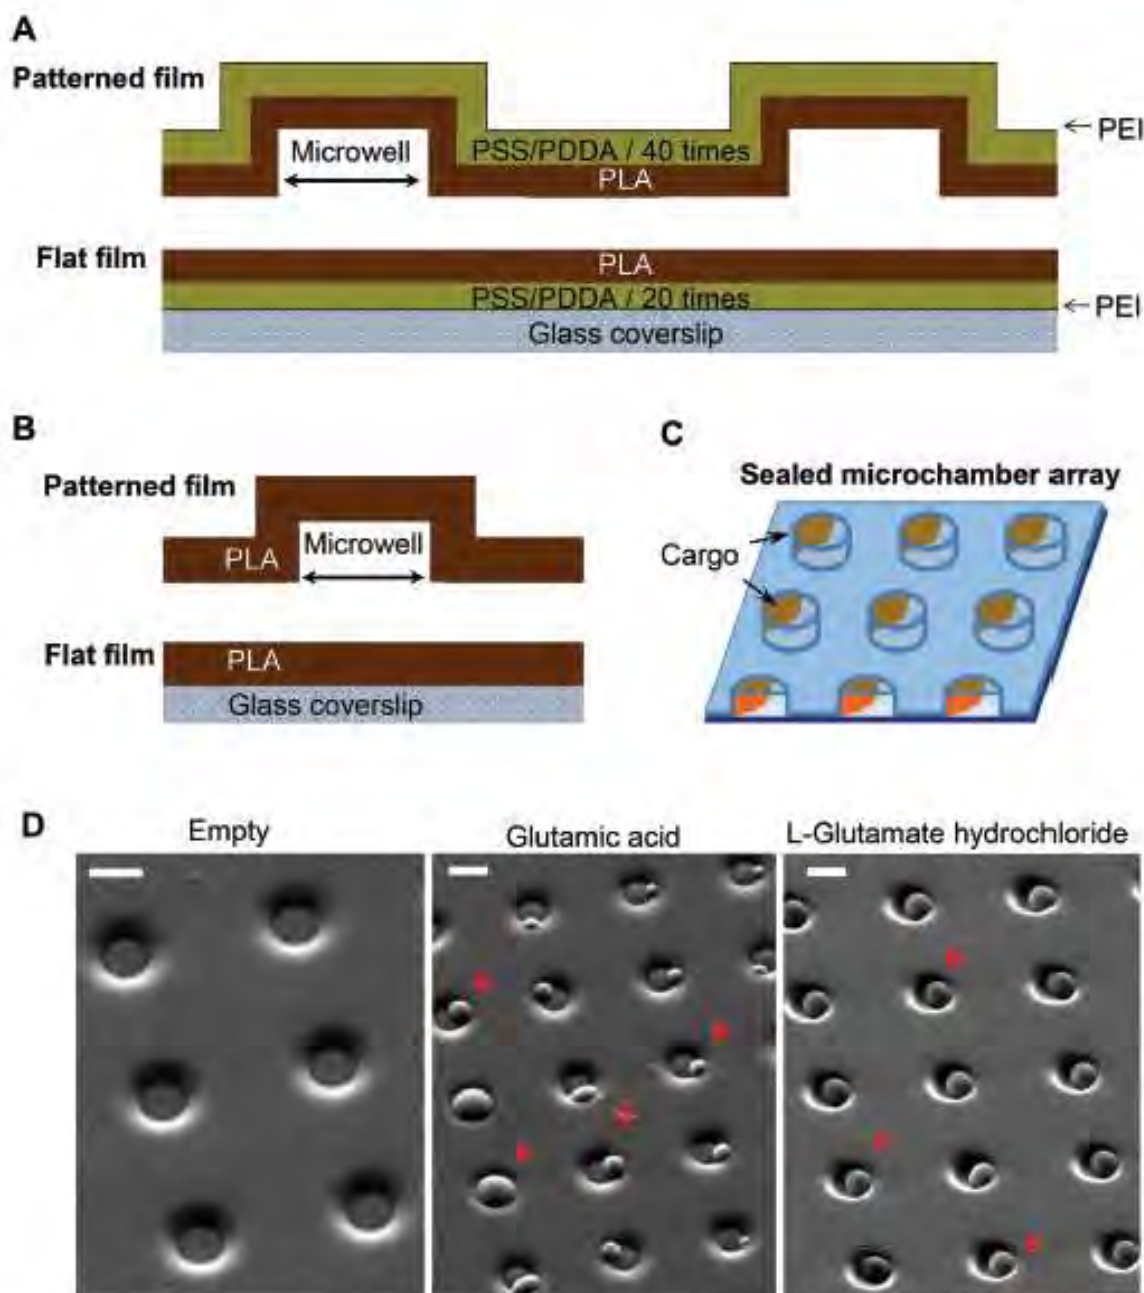 A
Patterned film
PEI
Microwell
PSS/PDDA / 40 times
PLA
Flat film
PLA
PSS/PDDA / 20 times
PEI
Glass coverslip
B
Patterned film
PLA
Microwell
Flat film
PLA
Glass coverslip
C
Sealed microchamber array
Cargo
D
Empty
Glutamic acid
L-Glutamate hydrochloride